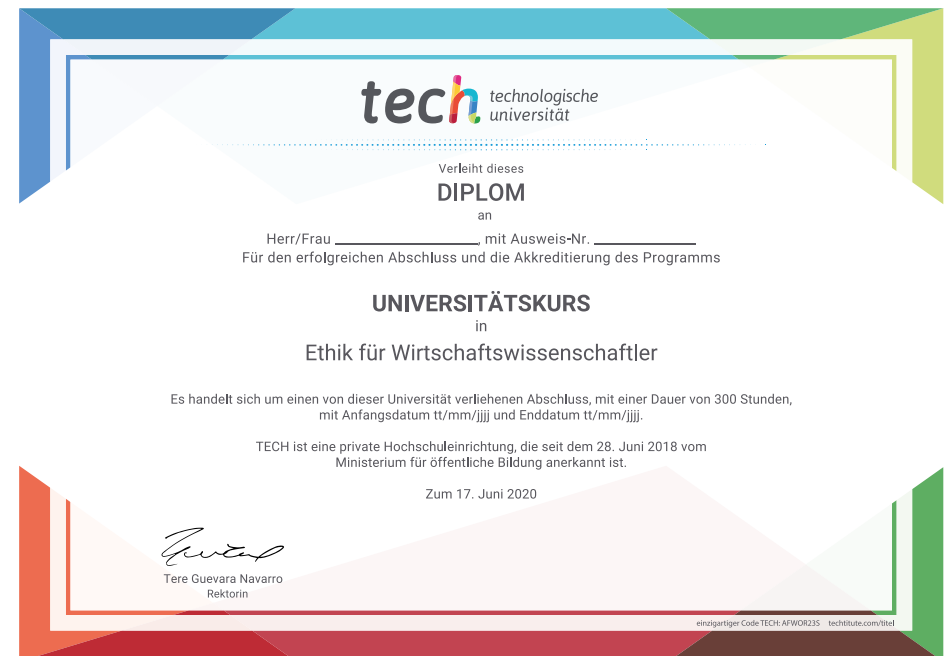 tech technologische
universität
Verleiht dieses
DIPLOM
an
Herr/Frau ____________________, mit Ausweis-Nr. ______________
Für den erfolgreichen Abschluss und die Akkreditierung des Programms
UNIVERSITÄTSKURS
in
Ethik für Wirtschaftswissenschaftler
Es handelt sich um einen von dieser Universität verliehenen Abschluss, mit einer Dauer von 300 Stunden,
mit Anfangsdatum tt/mm/jjjj und Enddatum tt/mm/jjjj.
TECH ist eine private Hochschuleinrichtung, die seit dem 28. Juni 2018 vom
Ministerium für öffentliche Bildung anerkannt ist.
Zum 17. Juni 2020
Tere Guevara Navarro
Rektorin
einzigartiger Code TECH: AFWOR23S techtitute.com/titel